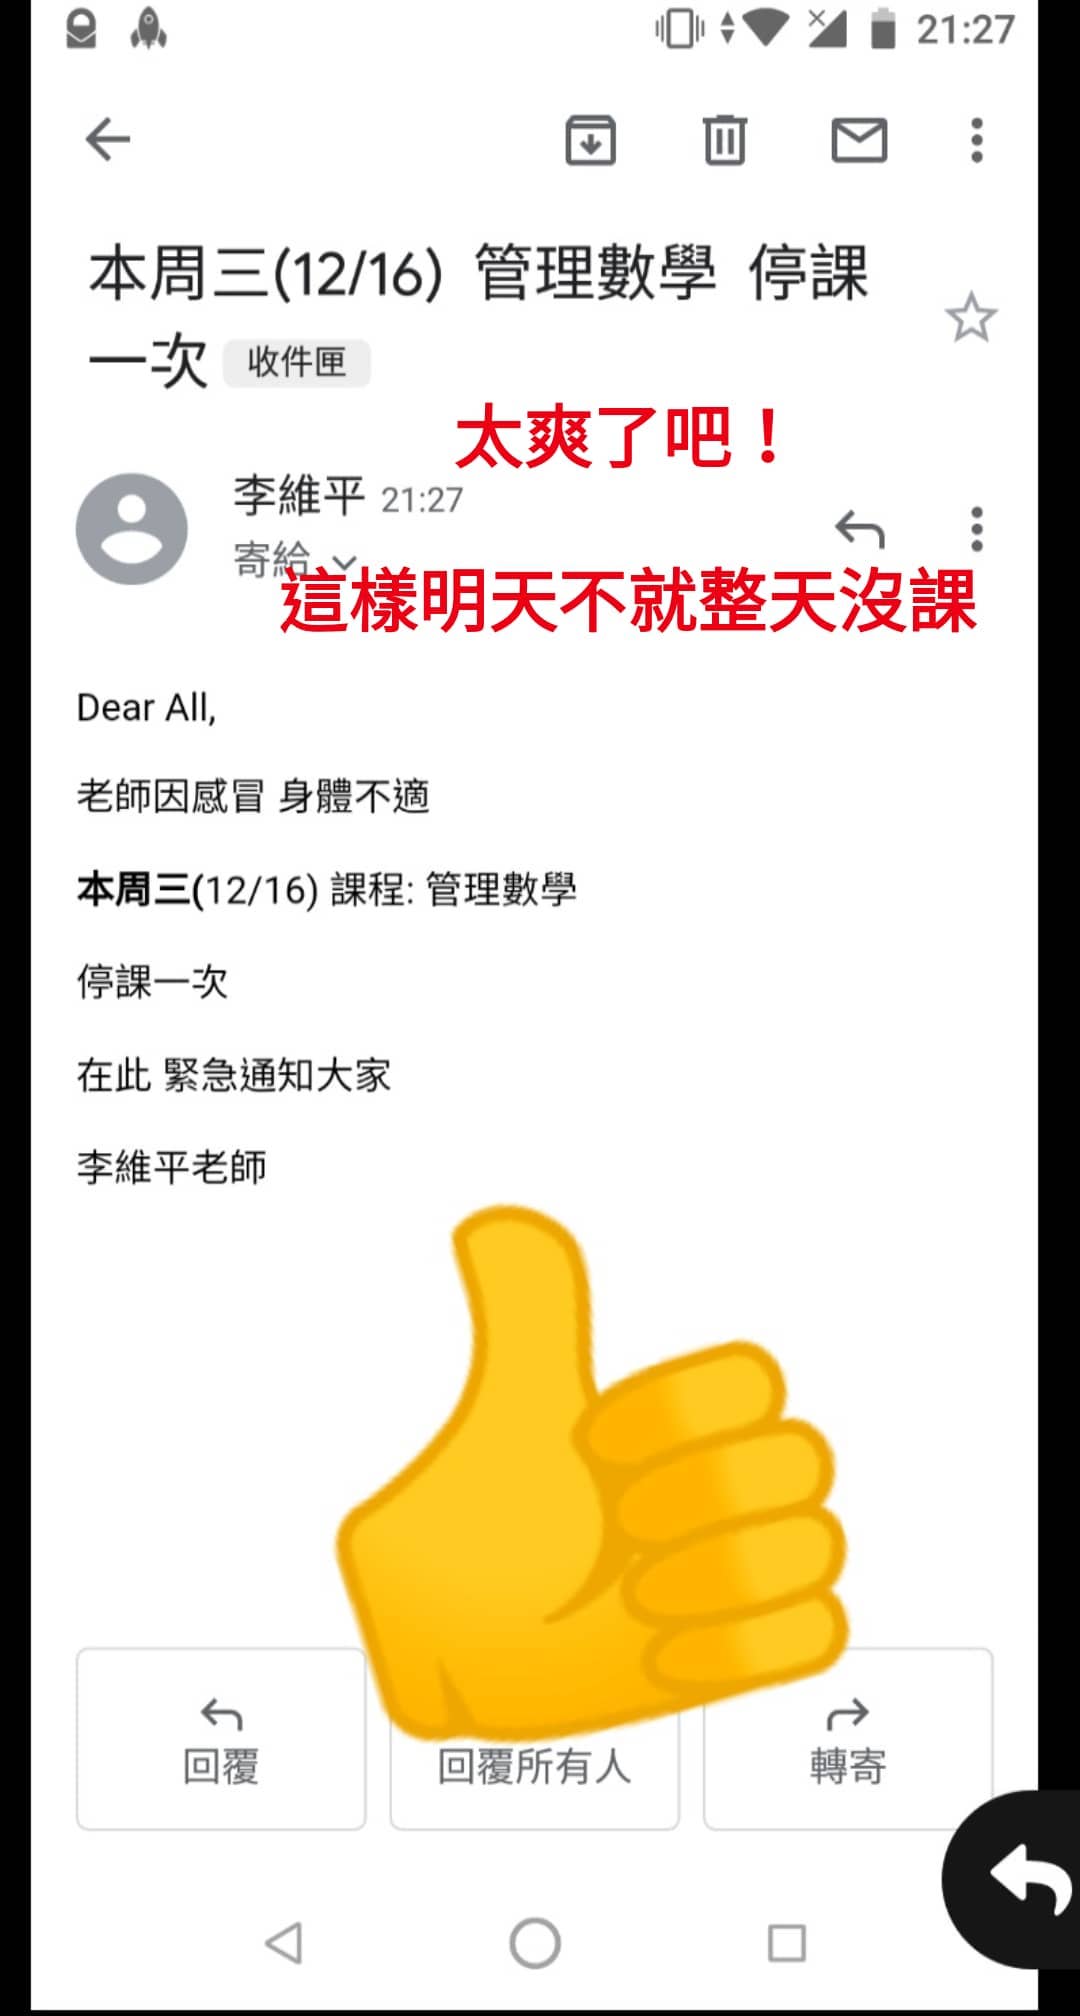 21:27
本周三(12/16) 管理數學 停課
一次 收件匣
太爽了吧！
李維平 21:27
寄給
這樣明天不就整天沒課
Dear All,
老師因感冒 身體不適
本周三(12/16) 課程: 管理數學
停課一次
在此 緊急通知大家
李維平老師
回覆 回覆所有人 轉寄